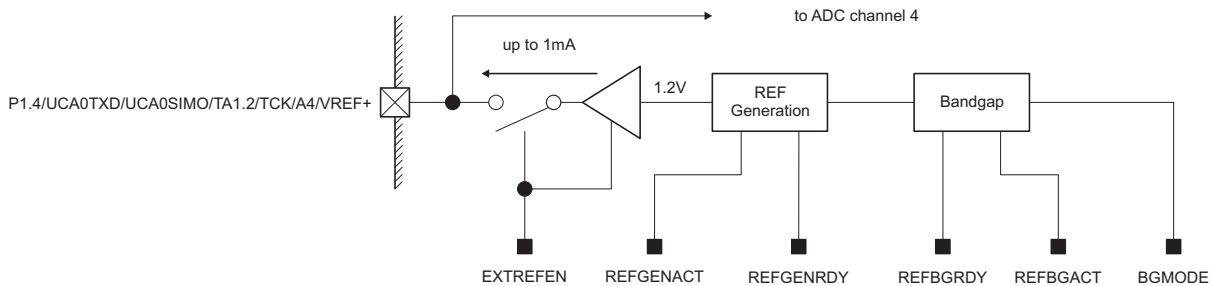 to ADC channel 4
up to 1mA
P1.4/UCA0TXD/UCA0SIMO/TA1.2/TCK/A4/VREF+
1.2V
REF
Generation
Bandgap
EXTREFEN
REFGENACT
REFGENRDY
REFBGRDY
REFBGACT
BGMODE